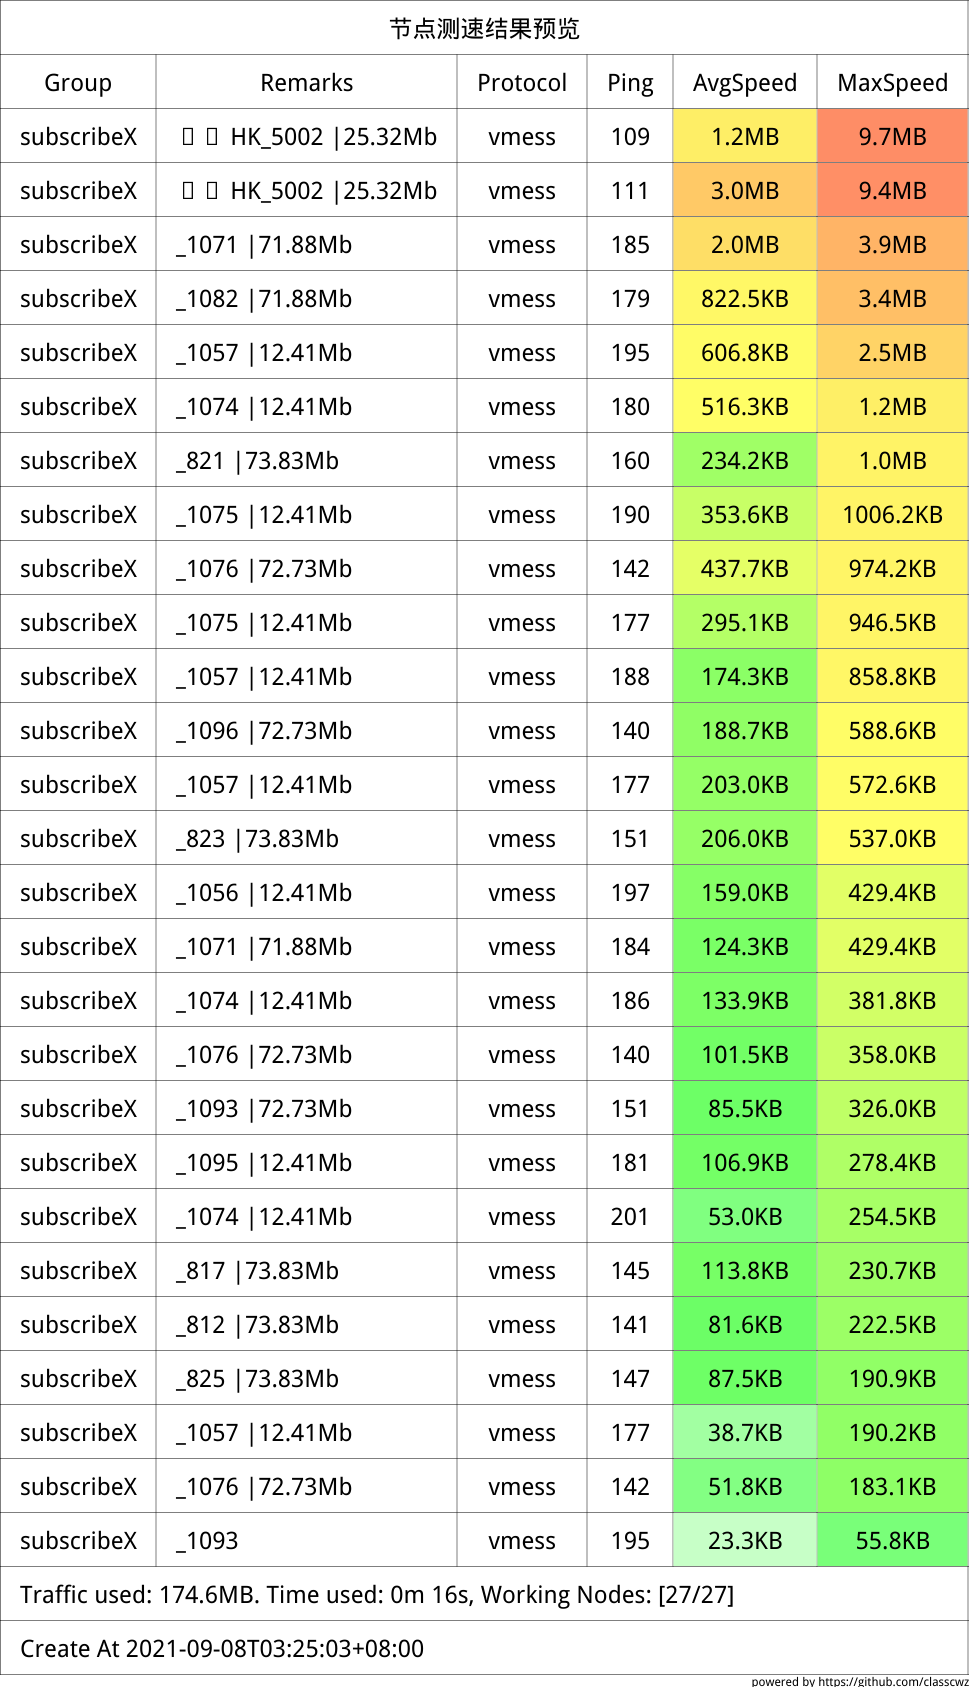 节点测速结果预览
Group Remarks Protocol Ping AvgSpeed MaxSpeed
subscribeX HK_5002 |25.32Mb vmess 109 1.2MB 9.7MB
subscribeX HK_5002 |25.32Mb vmess 111 3.0MB 9.4MB
subscribeX _1071 |71.88Mb vmess 185 2.0MB 3.9MB
subscribeX _1082 |71.88Mb vmess 179 822.5KB 3.4MB
subscribeX _1057 |12.41Mb vmess 195 606.8KB 2.5MB
subscribeX _1074 |12.41Mb vmess 180 516.3KB 1.2MB
subscribeX _821 |73.83Mb vmess 160 234.2KB 1.0MB
subscribeX _1075 |12.41Mb vmess 190 353.6KB 1006.2KB
subscribeX _1076 |72.73Mb vmess 142 437.7KB 974.2KB
subscribeX _1075 |12.41Mb vmess 177 295.1KB 946.5KB
subscribeX _1057 |12.41Mb vmess 188 174.3KB 858.8KB
subscribeX _1096 |72.73Mb vmess 140 188.7KB 588.6KB
subscribeX _1057 |12.41Mb vmess 177 203.0KB 572.6KB
subscribeX _823 |73.83Mb vmess 151 206.0KB 537.0KB
subscribeX _1056 |12.41Mb vmess 197 159.0KB 429.4KB
subscribeX _1071 |71.88Mb vmess 184 124.3KB 429.4KB
subscribeX _1074 |12.41Mb vmess 186 133.9KB 381.8KB
subscribeX _1076 |72.73Mb vmess 140 101.5KB 358.0KB
subscribeX _1093 |72.73Mb vmess 151 85.5KB 326.0KB
subscribeX _1095 |12.41Mb vmess 181 106.9KB 278.4KB
subscribeX _1074 |12.41Mb vmess 201 53.0KB 254.5KB
subscribeX _817 |73.83Mb vmess 145 113.8KB 230.7KB
subscribeX _812 |73.83Mb vmess 141 81.6KB 222.5KB
subscribeX _825 |73.83Mb vmess 147 87.5KB 190.9KB
subscribeX _1057 |12.41Mb vmess 177 38.7KB 190.2KB
subscribeX _1076 |72.73Mb vmess 142 51.8KB 183.1KB
subscribeX _1093 vmess 195 23.3KB 55.8KB
Traffic used: 174.6MB. Time used: 0m 16s, Working Nodes: [27/27]
Create At 2021-09-08T03:25:03+08:00
powered by https://github.com/classcwz